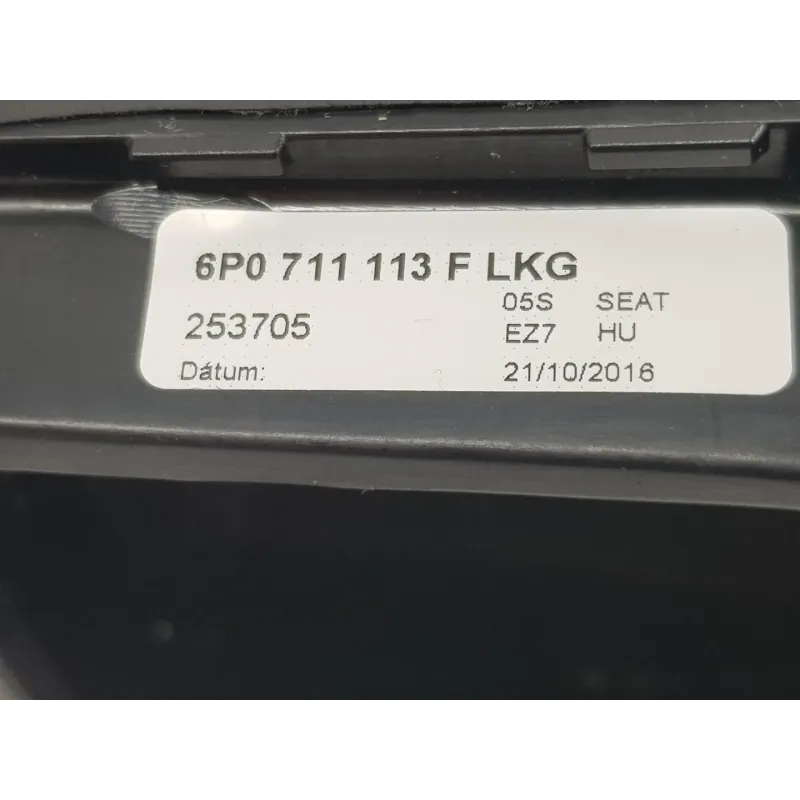 6P0 711 113 F LKG
05S SEAT
253705
EZ7 HU
Dátum: 21/10/2016